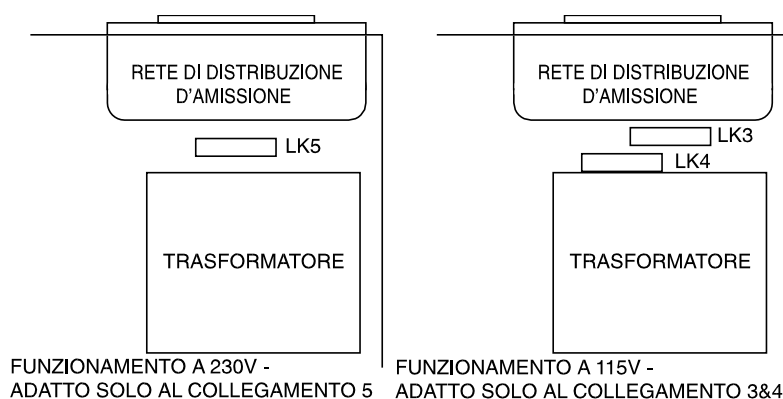 RETE DI DISTRIBUZIONE
D'AMISSIONE
LK5
TRASFORMATORE
FUNZIONAMENTO A 230V -
ADATTO SOLO AL COLLEGAMENTO 5
RETE DI DISTRIBUZIONE
D'AMISSIONE
LK3
LK4
TRASFORMATORE
FUNZIONAMENTO A 115V -
ADATTO SOLO AL COLLEGAMENTO 3&4